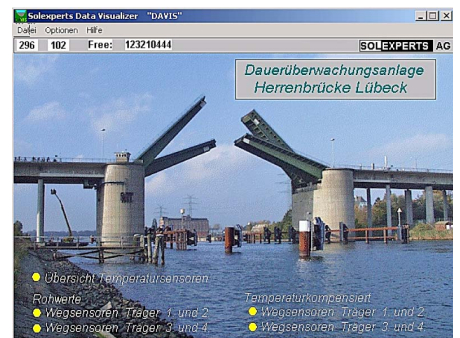 Solexperts Data Visualizer "DAVIS"
Datei Optionen Hilfe
296 102 Free: 123210444 SOLEXPERTS AG
Dauerüberwachungsanlage
Herrenbrücke Lübeck
Übersicht Temperatursensoren
Rohwerte
Wegsensoren Träger 1 und 2
Wegsensoren Träger 3 und 4
Temperaturkompensiert
Wegsensoren Träger 1 und 2
Wegsensoren Träger 3 und 4